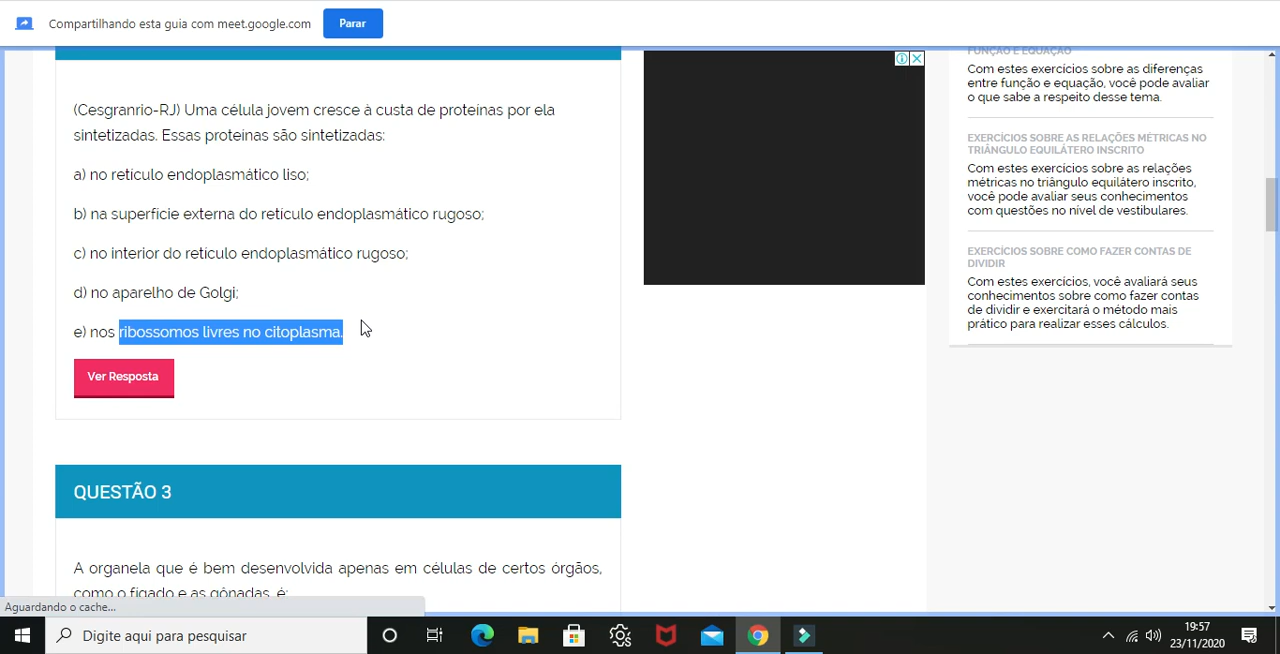 Compartilhando esta guia com meet.google.com
Parar
(Cesgranrio-RJ) Uma célula jovem cresce à custa de proteínas por ela
sintetizadas. Essas proteínas são sintetizadas:
a) no retículo endoplasmático liso;
b) na superfície externa do retículo endoplasmático rugoso;
c) no interior do retículo endoplasmático rugoso;
d) no aparelho de Golgi;
e) nos ribossomos livres no citoplasma.
Ver Resposta
QUESTÃO 3
A organela que é bem desenvolvida apenas em células de certos órgãos,
como o fígado e as gônadas, é:
FUNÇÃO E EQUAÇÃO
Com estes exercícios sobre as diferenças
entre função e equação, você pode avaliar
o que sabe a respeito desse tema.
EXERCÍCIOS SOBRE AS RELAÇÕES MÉTRICAS NO
TRIÂNGULO EQUILÁTERO INSCRITO
Com estes exercícios sobre as relações
métricas no triângulo equilátero inscrito,
você pode avaliar seus conhecimentos
com questões no nível de vestibulares.
EXERCÍCIOS SOBRE COMO FAZER CONTAS DE
DIVIDIR
Com estes exercícios, você avaliará seus
conhecimentos sobre como fazer contas
de dividir e exercitará o método mais
prático para realizar esses cálculos.
Aguardando o cache...
Digite aqui para pesquisar
19:57
23/11/2020